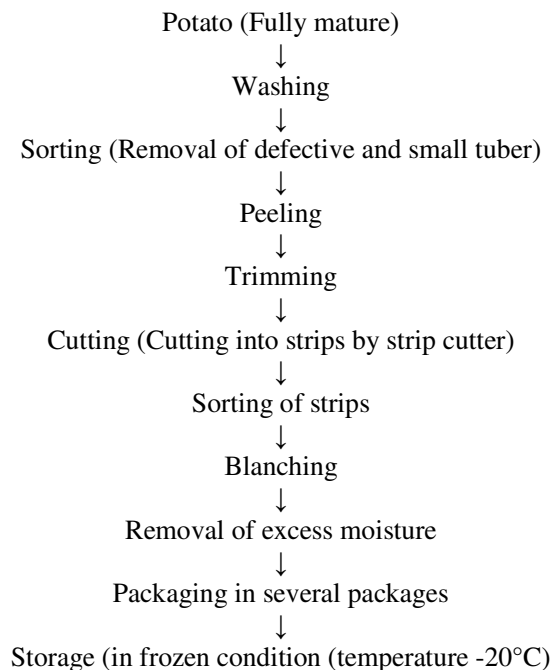 Potato (Fully mature)
↓
Washing
↓
Sorting (Removal of defective and small tuber)
↓
Peeling
↓
Trimming
↓
Cutting (Cutting into strips by strip cutter)
↓
Sorting of strips
↓
Blanching
↓
Removal of excess moisture
↓
Packaging in several packages
↓
Storage (in frozen condition (temperature -20°C)